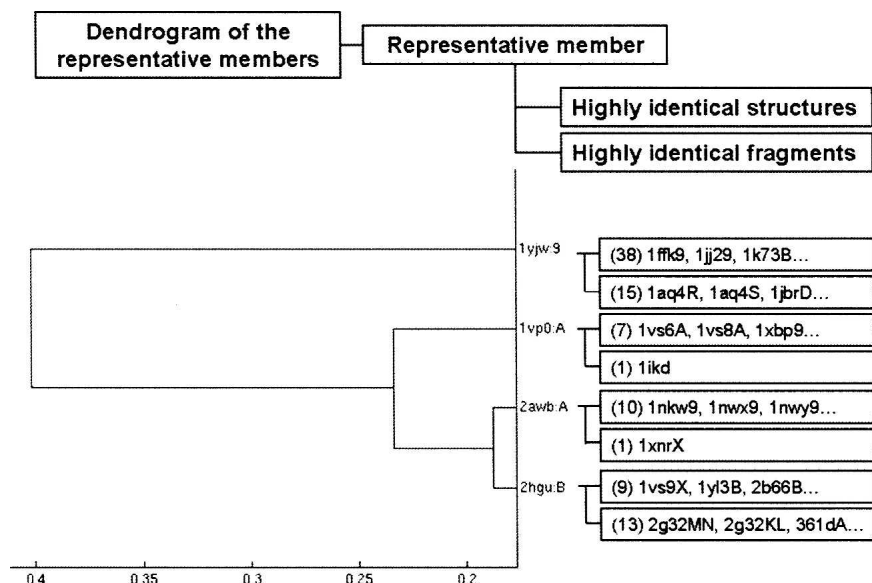 Dendrogram of the
representative members
Representative member
Highly identical structures
Highly identical fragments
1yjw:9
(38) 1ffk9, 1jj29, 1k73B...
(15) 1aq4R, 1aq4S, 1jbrD...
1vp0:A
(7) 1vs6A, 1vs8A, 1xbp9...
(1) 1ikd
2awb:A
(10) 1nkw9, 1nwx9, 1nwy9...
(1) 1xnrX
2hgu:B
(9) 1vs9X, 1yl3B, 2b66B...
(13) 2g32MN, 2g32KL, 361dA...
0.4 0.35 0.3 0.25 0.2